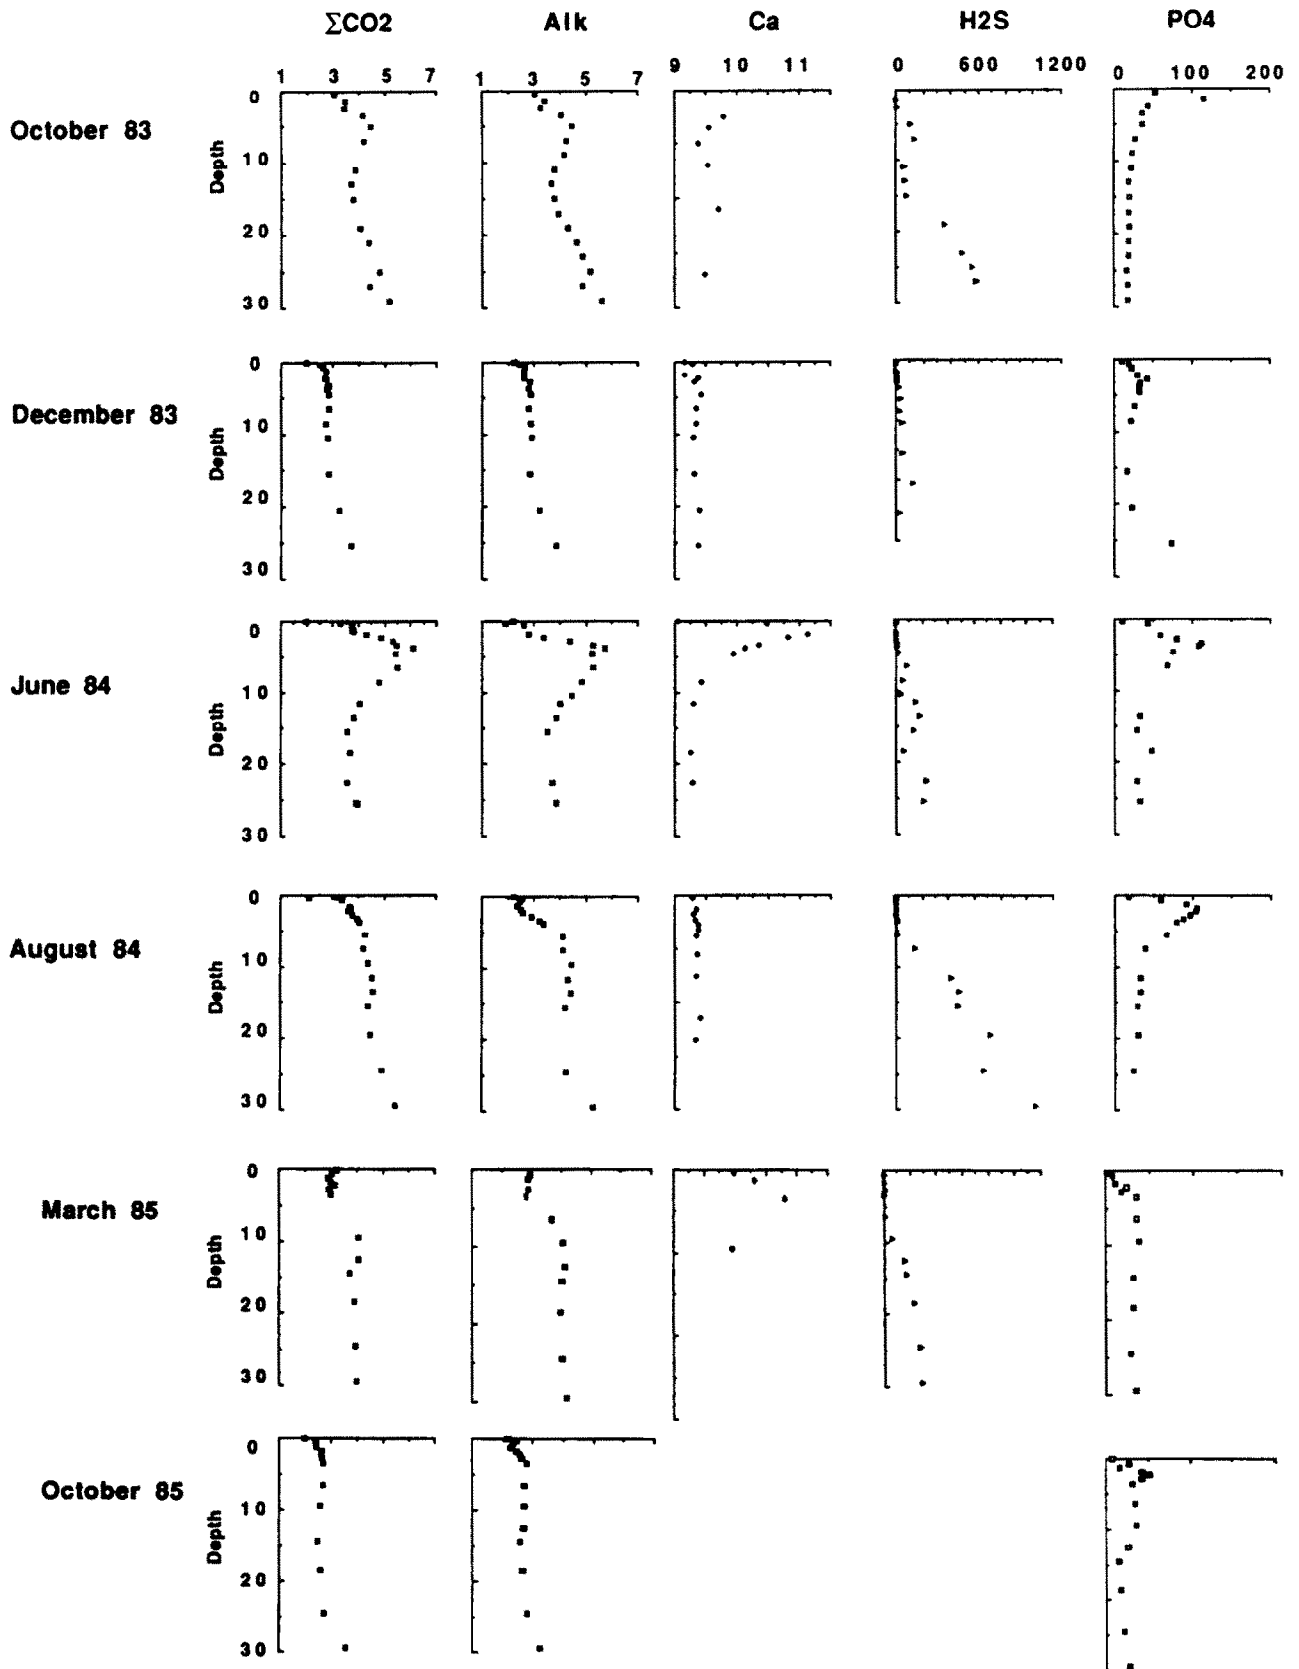 ΣCO2 Alk Ca H2S PO4
1 3 5 7 1 3 5 7 9 10 11 0 600 1200 0 100 200
October 83
Depth
0
10
20
30
December 83
Depth
0
10
20
30
June 84
Depth
0
10
20
30
August 84
Depth
0
10
20
30
March 85
Depth
0
10
20
30
October 85
Depth
0
10
20
30